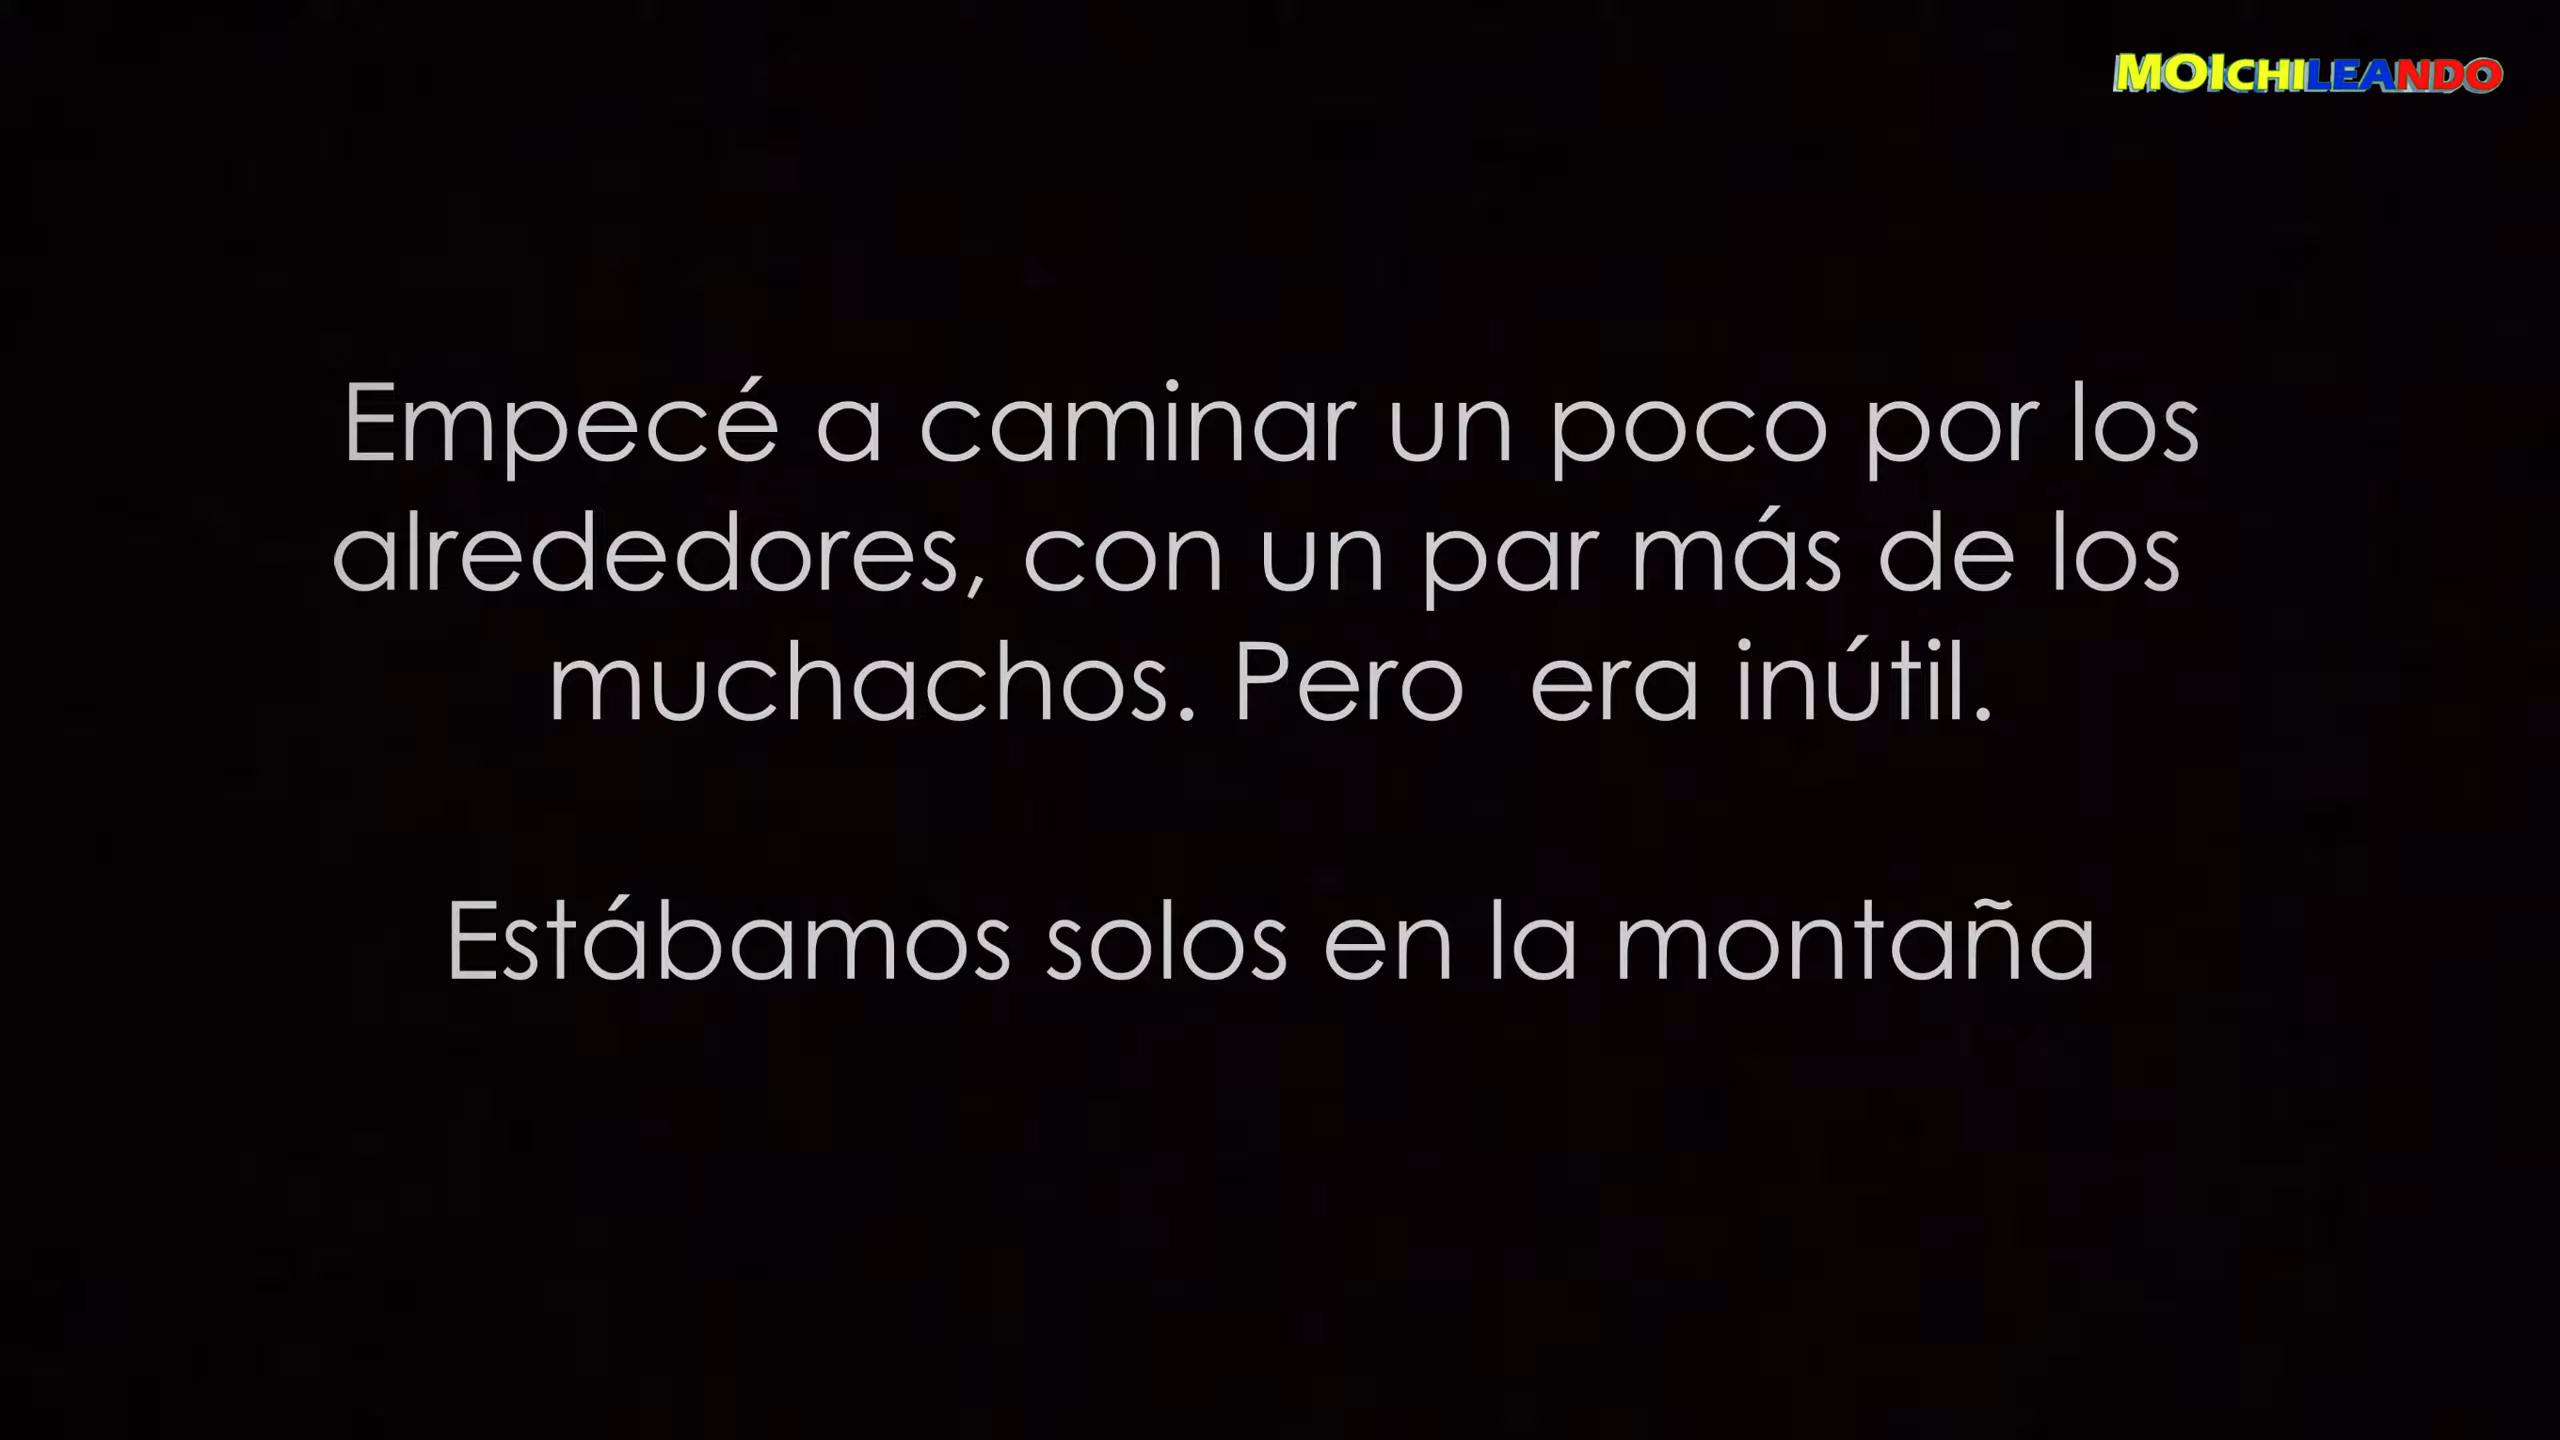 MOICHILEANDO
Empecé a caminar un poco por los
alrededores, con un par más de los
muchachos. Pero  era inútil.
Estábamos solos en la montaña